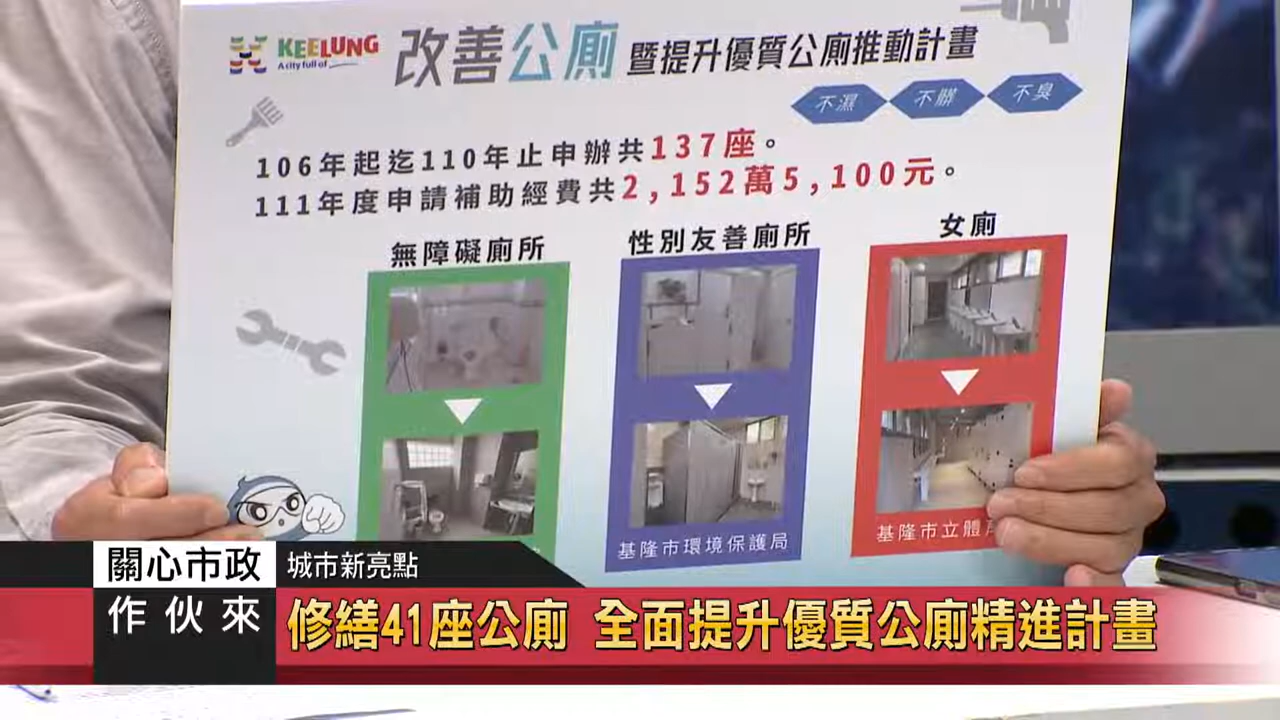 KEELUNG
A city full of
改善公廁 暨提升優質公廁推動計畫
不濕 不髒 不臭
106年起迄110年止申辦共137座。
111年度申請補助經費共2,152萬5,100元。
無障礙廁所 性別友善廁所 女廁
基隆市環境保護局 基隆市立體
關心市政 城市新亮點
作伙來 修繕41座公廁 全面提升優質公廁精進計畫